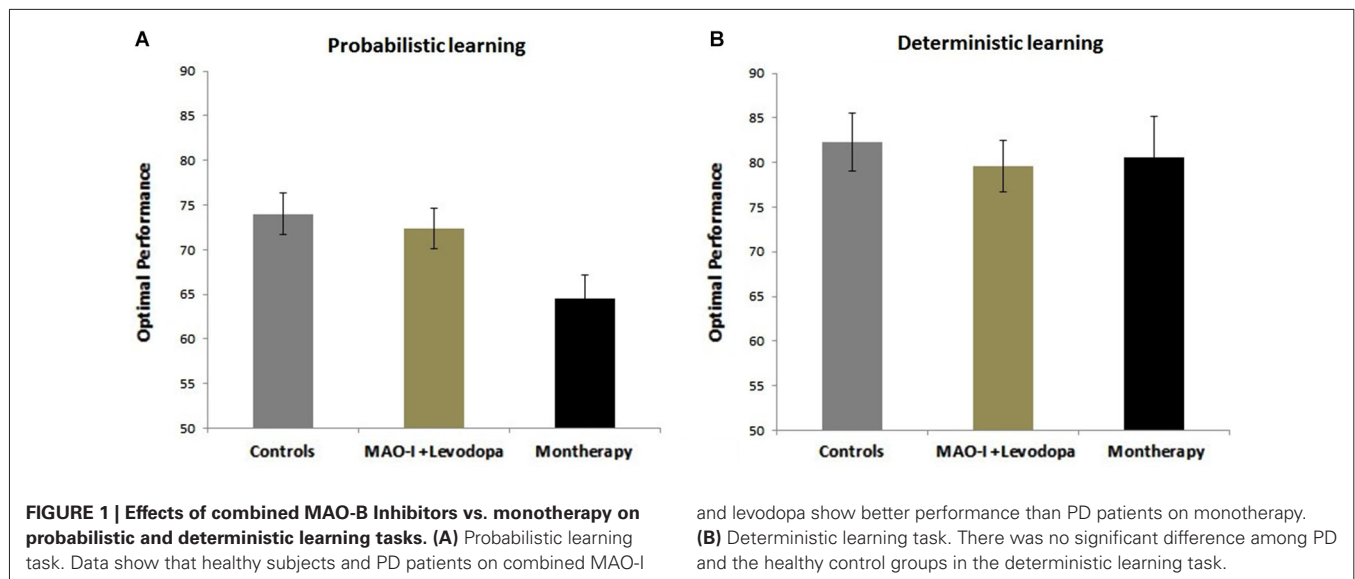 A
Probabilistic learning
Optimal Performance
90
85
80
75
70
65
60
55
50
Controls
MAO-I +Levodopa
Montherapy
B
Deterministic learning
Optimal Performance
90
85
80
75
70
65
60
55
50
Controls
MAO-I +Levodopa
Montherapy
FIGURE 1 | Effects of combined MAO-B Inhibitors vs. monotherapy on
probabilistic and deterministic learning tasks. (A) Probabilistic learning
task. Data show that healthy subjects and PD patients on combined MAO-I
and levodopa show better performance than PD patients on monotherapy.
(B) Deterministic learning task. There was no significant difference among PD
and the healthy control groups in the deterministic learning task.